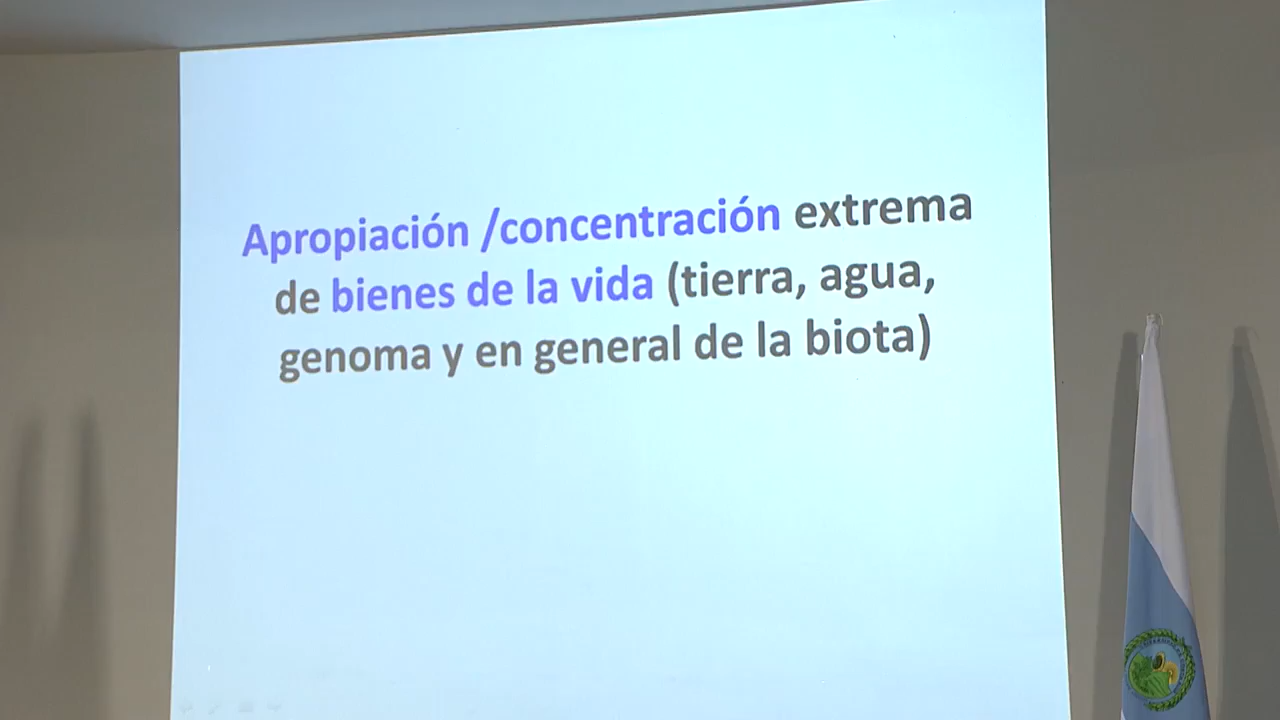 Apropiación /concentración extrema
de bienes de la vida (tierra, agua,
genoma y en general de la biota)